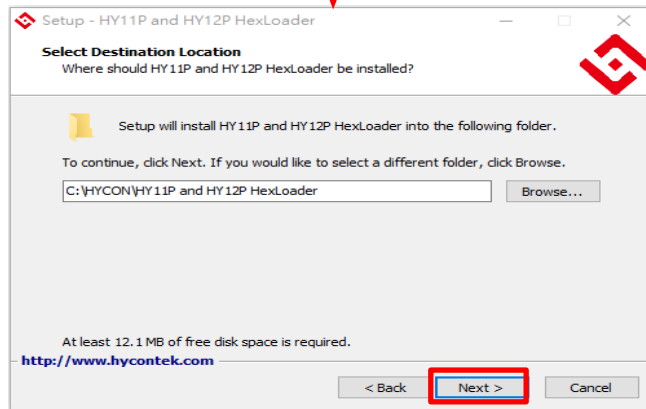 Setup - HY11P and HY12P HexLoader
Select Destination Location
Where should HY11P and HY12P HexLoader be installed?
Setup will install HY11P and HY12P HexLoader into the following folder.
To continue, click Next. If you would like to select a different folder, click Browse.
C:\HYCON\HY11P and HY12P HexLoader
Browse...
At least 12.1 MB of free disk space is required.
http://www.hycontek.com
< Back Next > Cancel